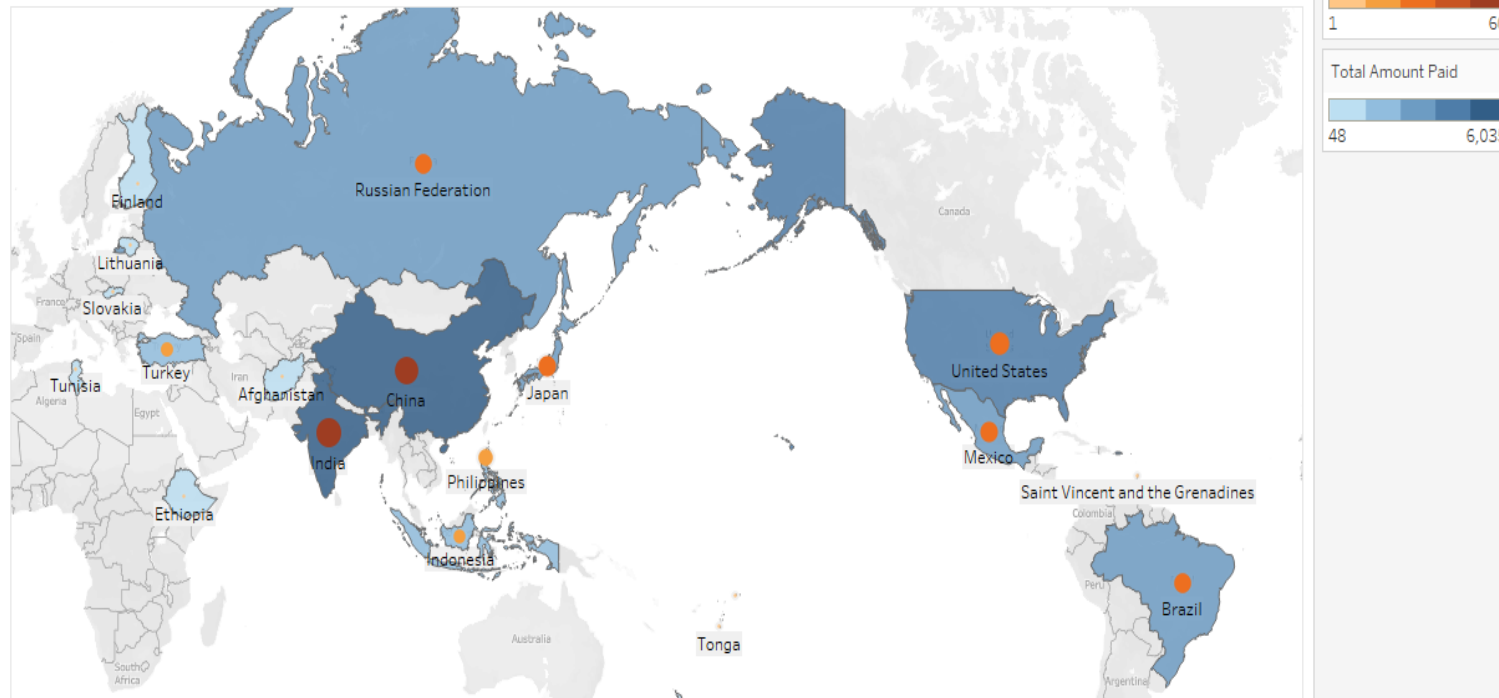 1
Total Amount Paid
48
Russian Federation
Finland
Canada
Lithuania
France
Slovakia
Spain
United States
Turkey
Iran
Tunisia
Afghanistan
China
Japan
Algeria
Egypt
India
Mexico
Philippines
Saint Vincent and the Grenadines
Ethiopia
Colombia
Indonesia
Peru
Brazil
Australia
Tonga
South
Africa
Argentina